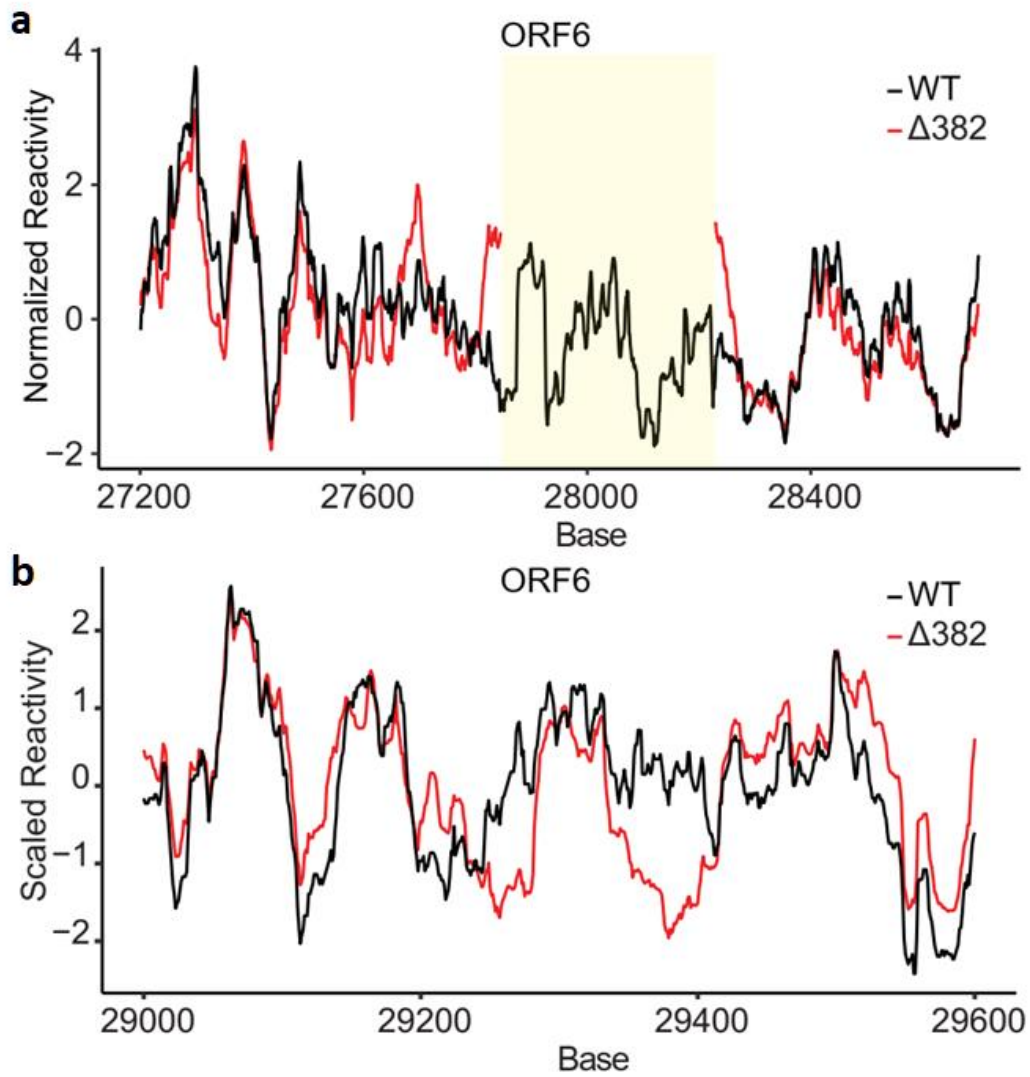 a
ORF6
4
2
0
−2
Normalized Reactivity
WT
Δ382
27200 27600 28000 28400
Base
b
ORF6
2
1
0
−1
−2
Scaled Reactivity
WT
Δ382
29000 29200 29400 29600
Base